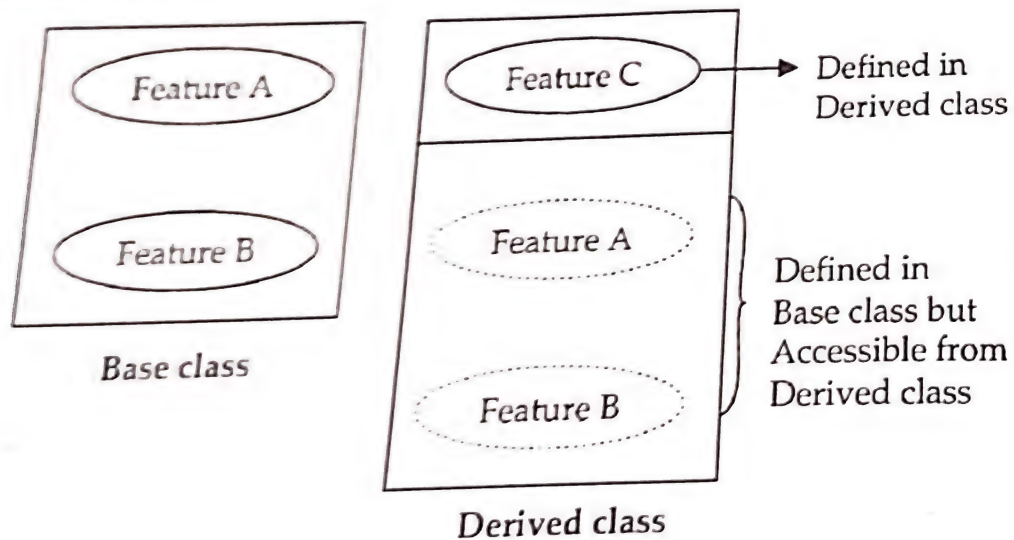 Feature A
Feature B
Base class
Feature C
Defined in
Derived class
Feature A
Feature B
Defined in
Base class but
Accessible from
Derived class
Derived class